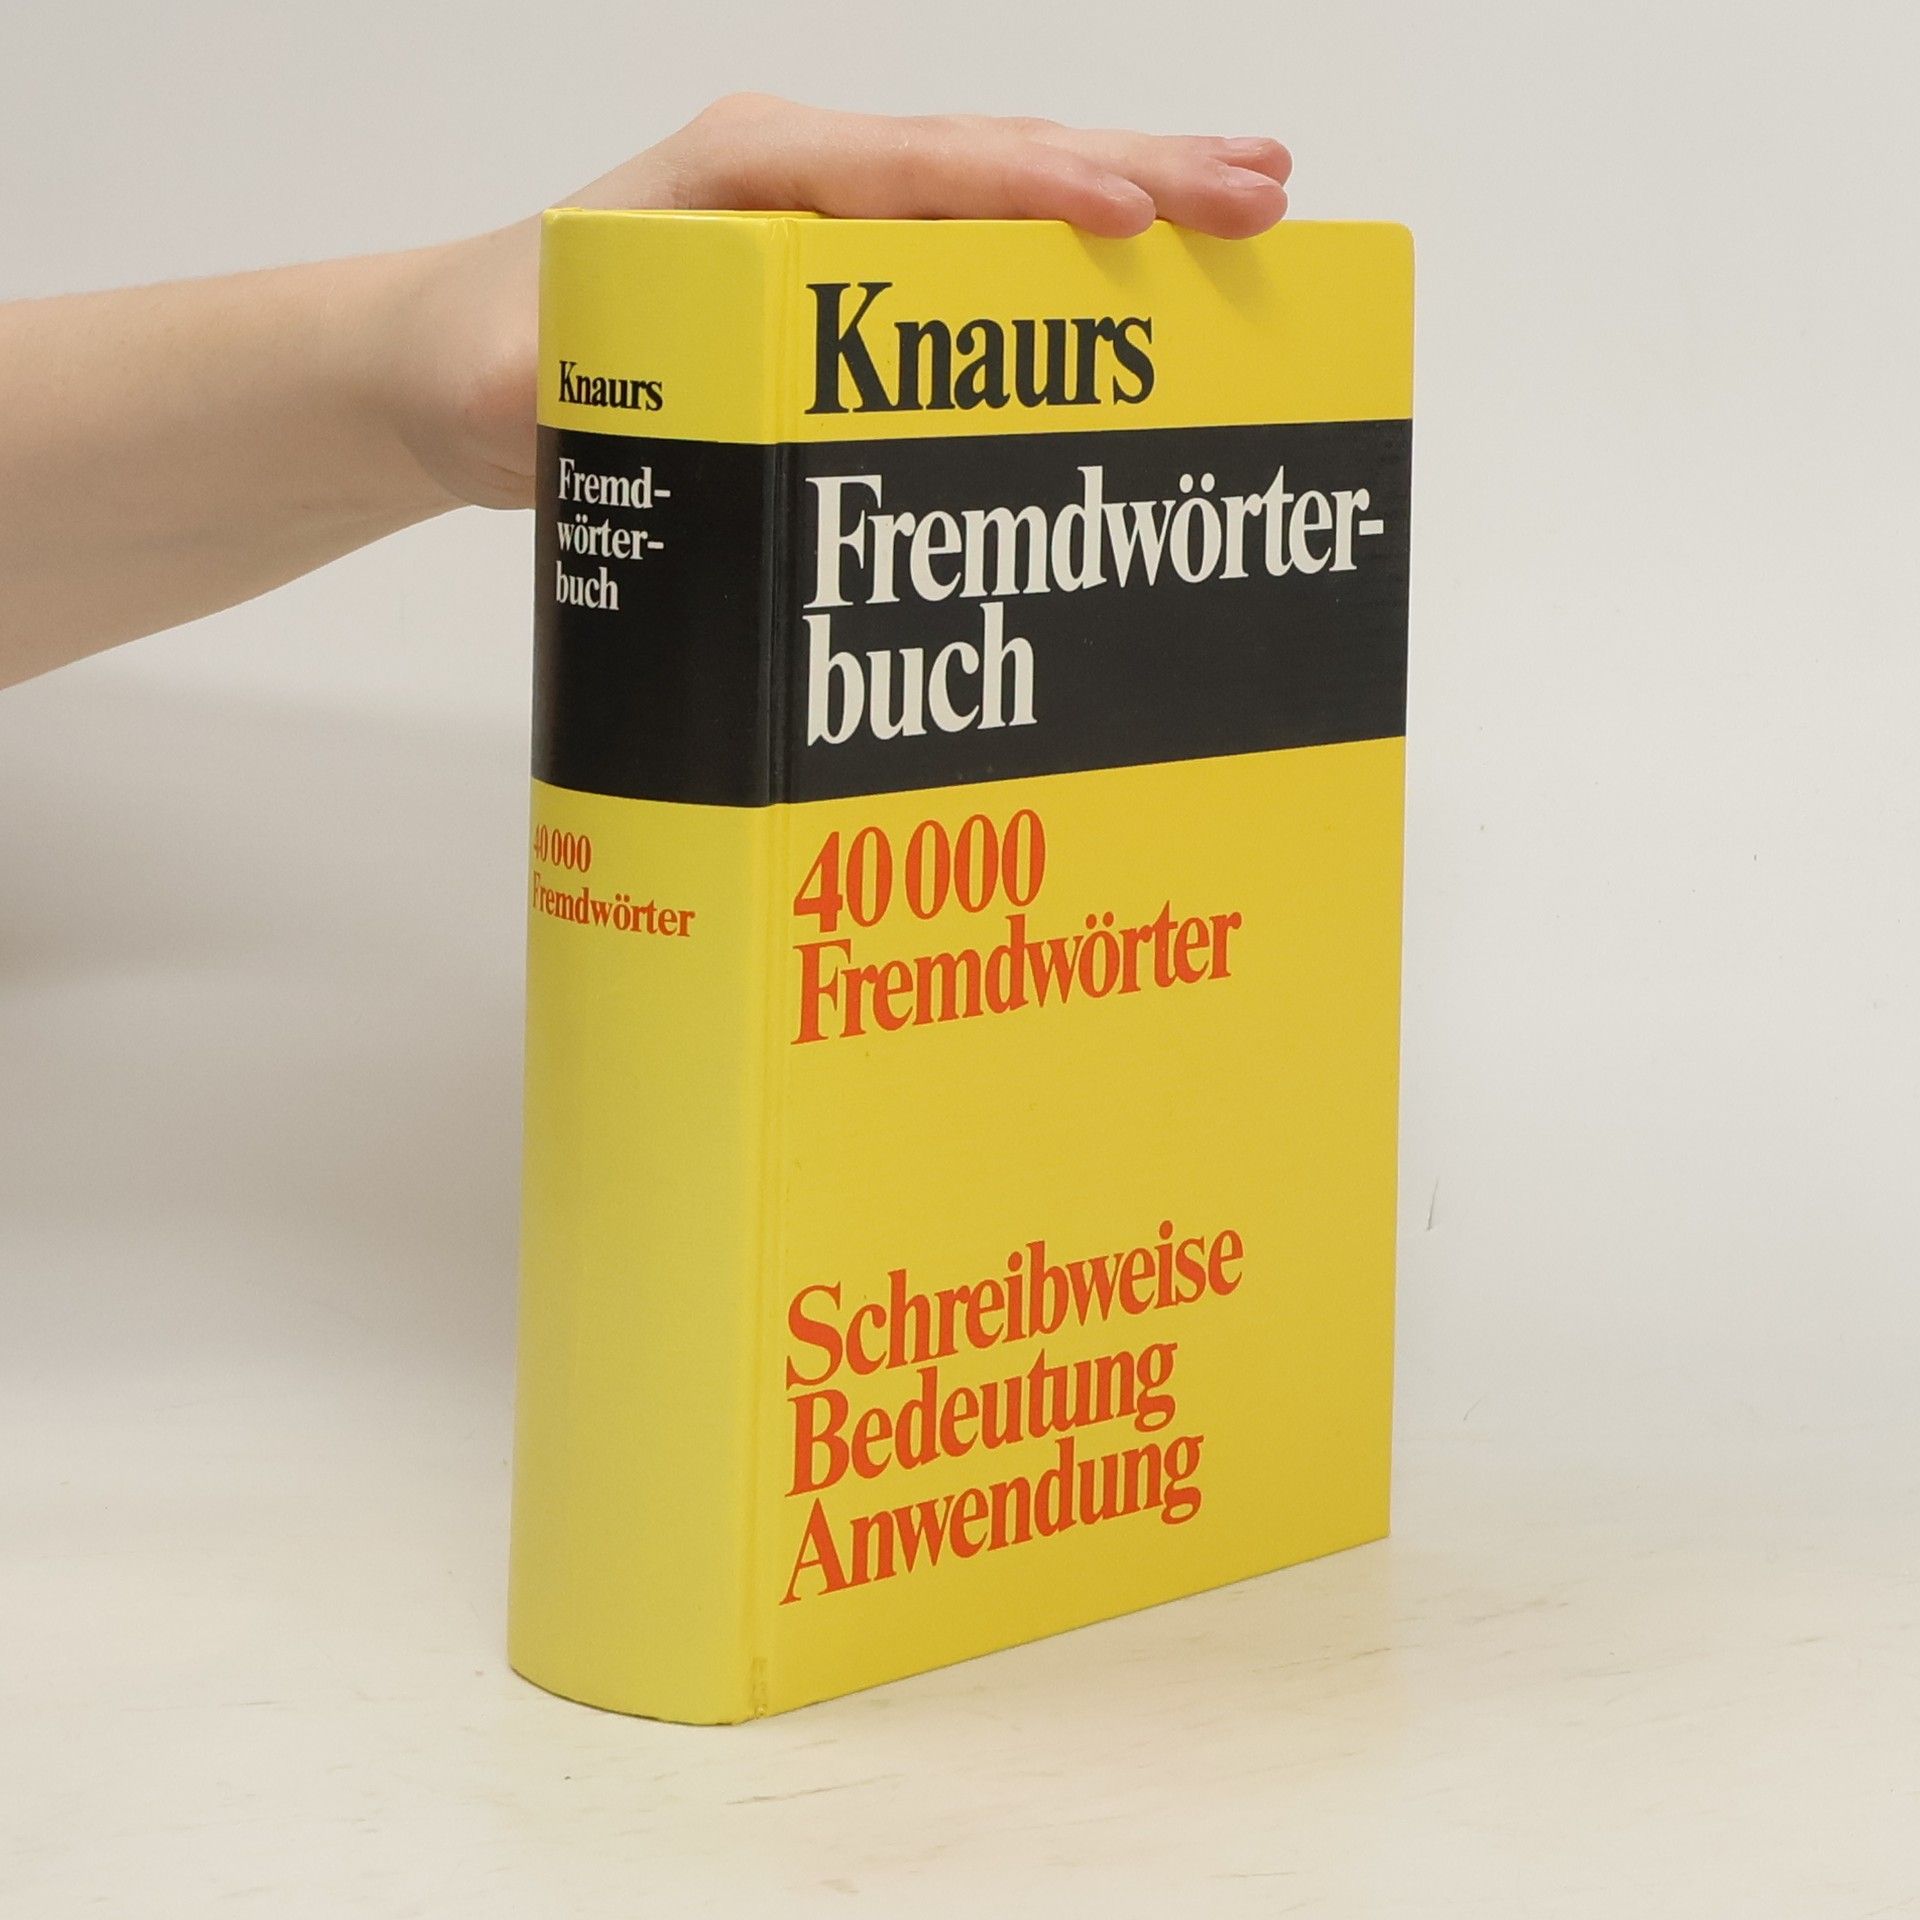 Knaurs
Fremd-
wörter-
buch
40 000
Fremdwörter
Knaurs
Fremdwörter-
buch
40 000
Fremdwörter
Schreibweise
Bedeutung
Anwendung